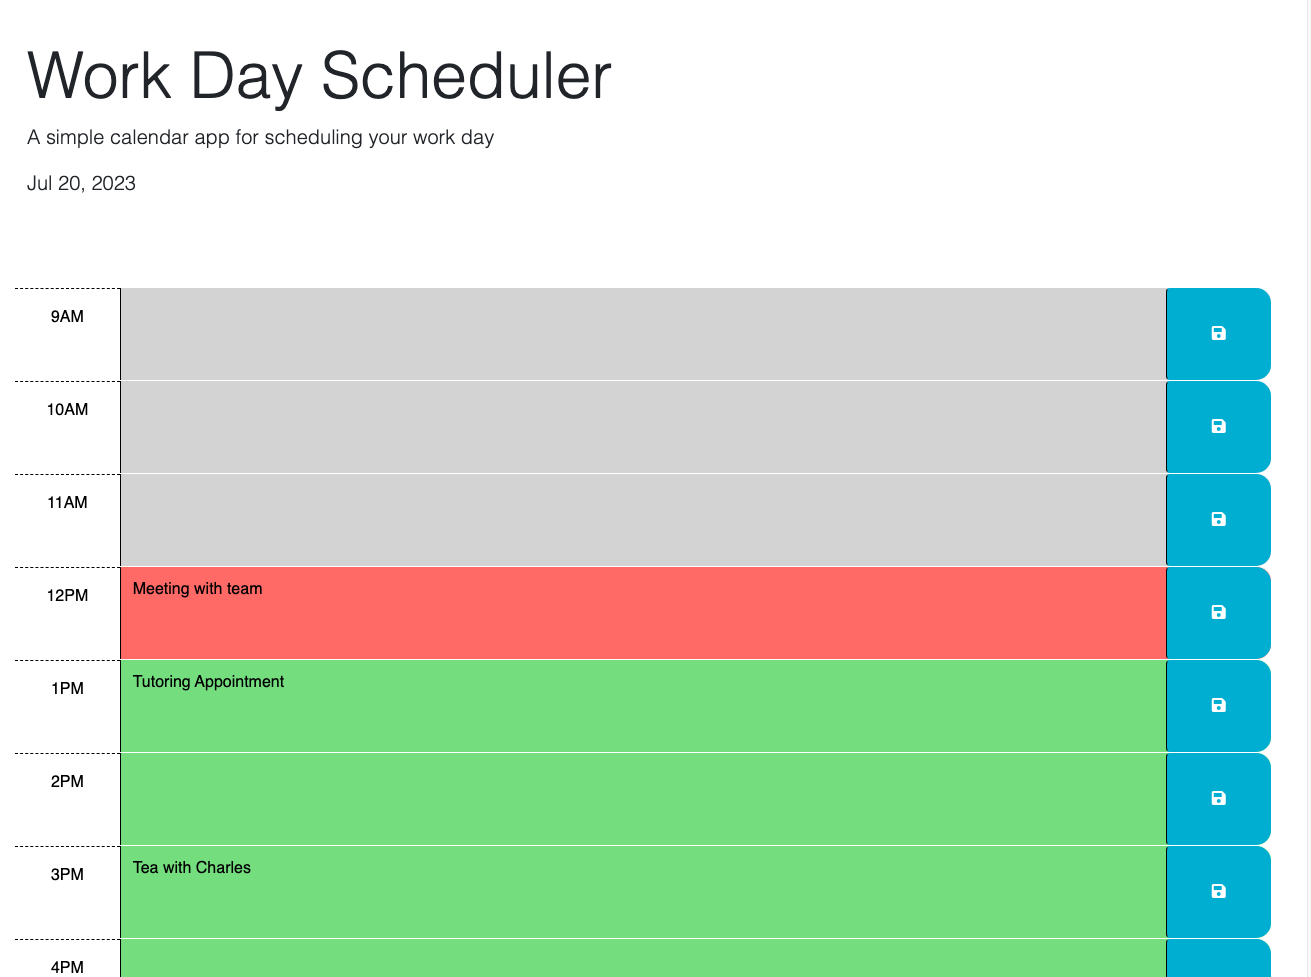 Work Day Scheduler
A simple calendar app for scheduling your work day
Jul 20, 2023
9AM
10AM
11AM
12PM
Meeting with team
1PM
Tutoring Appointment
2PM
3PM
Tea with Charles
4PM